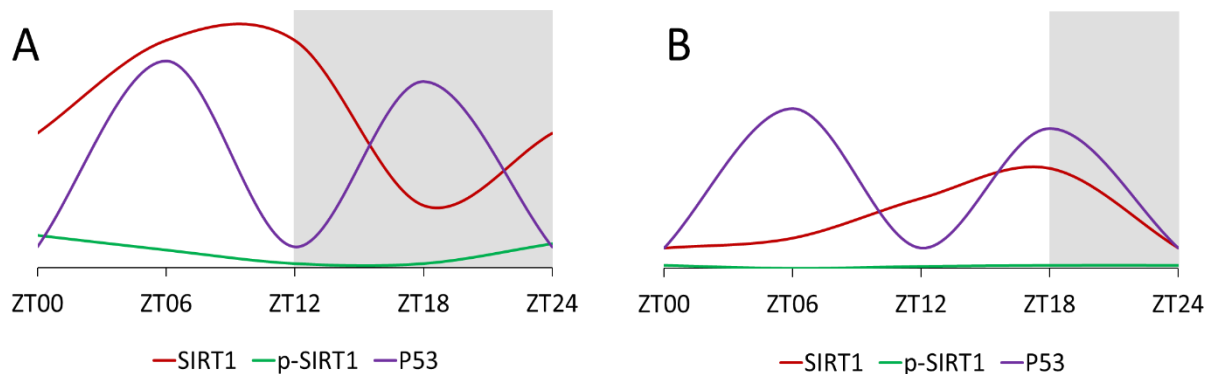 A
ZT00 ZT06 ZT12 ZT18 ZT24
SIRT1 p-SIRT1 P53
B
ZT00 ZT06 ZT12 ZT18 ZT24
SIRT1 p-SIRT1 P53